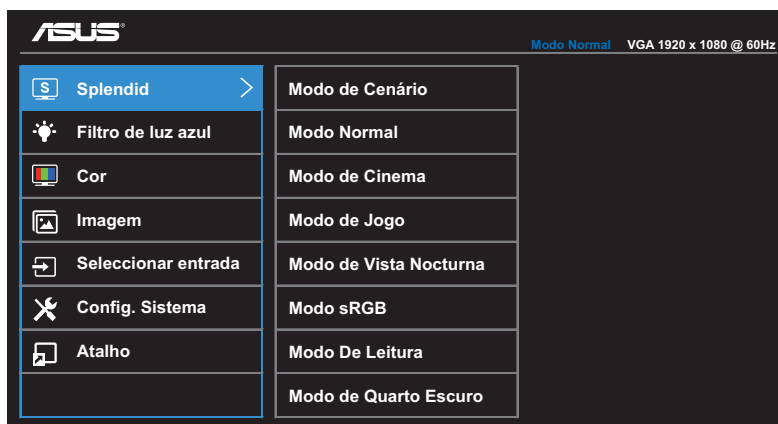 ASUS
Modo Normal VGA 1920 x 1080 @ 60Hz
S Splendid
Filtro de luz azul
Cor
Imagem
Seleccionar entrada
Config. Sistema
Atalho
Modo de Cenário
Modo Normal
Modo de Cinema
Modo de Jogo
Modo de Vista Nocturna
Modo sRGB
Modo De Leitura
Modo de Quarto Escuro